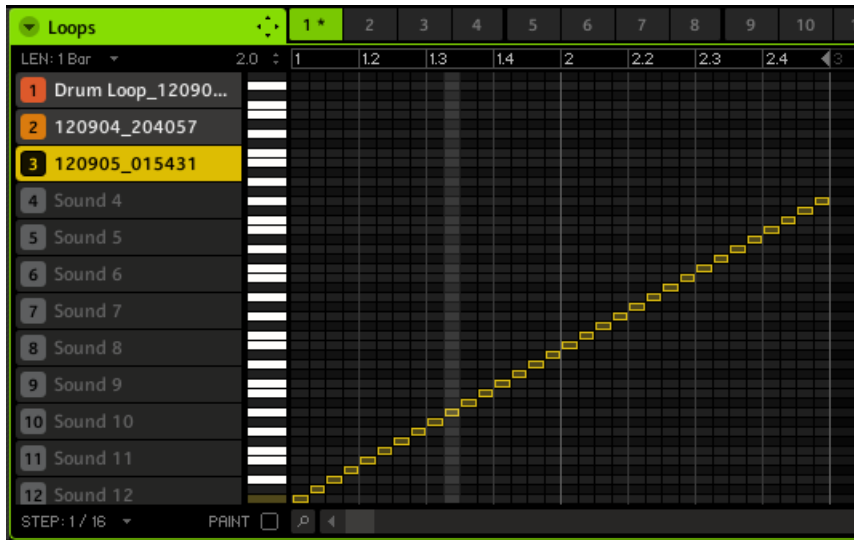 Loops 1 * 2 3 4 5 6 7 8 9 10
LEN: 1 Bar 2.0 1 1.2 1.3 1.4 2 2.2 2.3 2.4 3
1 Drum Loop_12090...
2 120904_204057
3 120905_015431
4 Sound 4
5 Sound 5
6 Sound 6
7 Sound 7
8 Sound 8
9 Sound 9
10 Sound 10
11 Sound 11
12 Sound 12
STEP: 1 / 16 PAINT